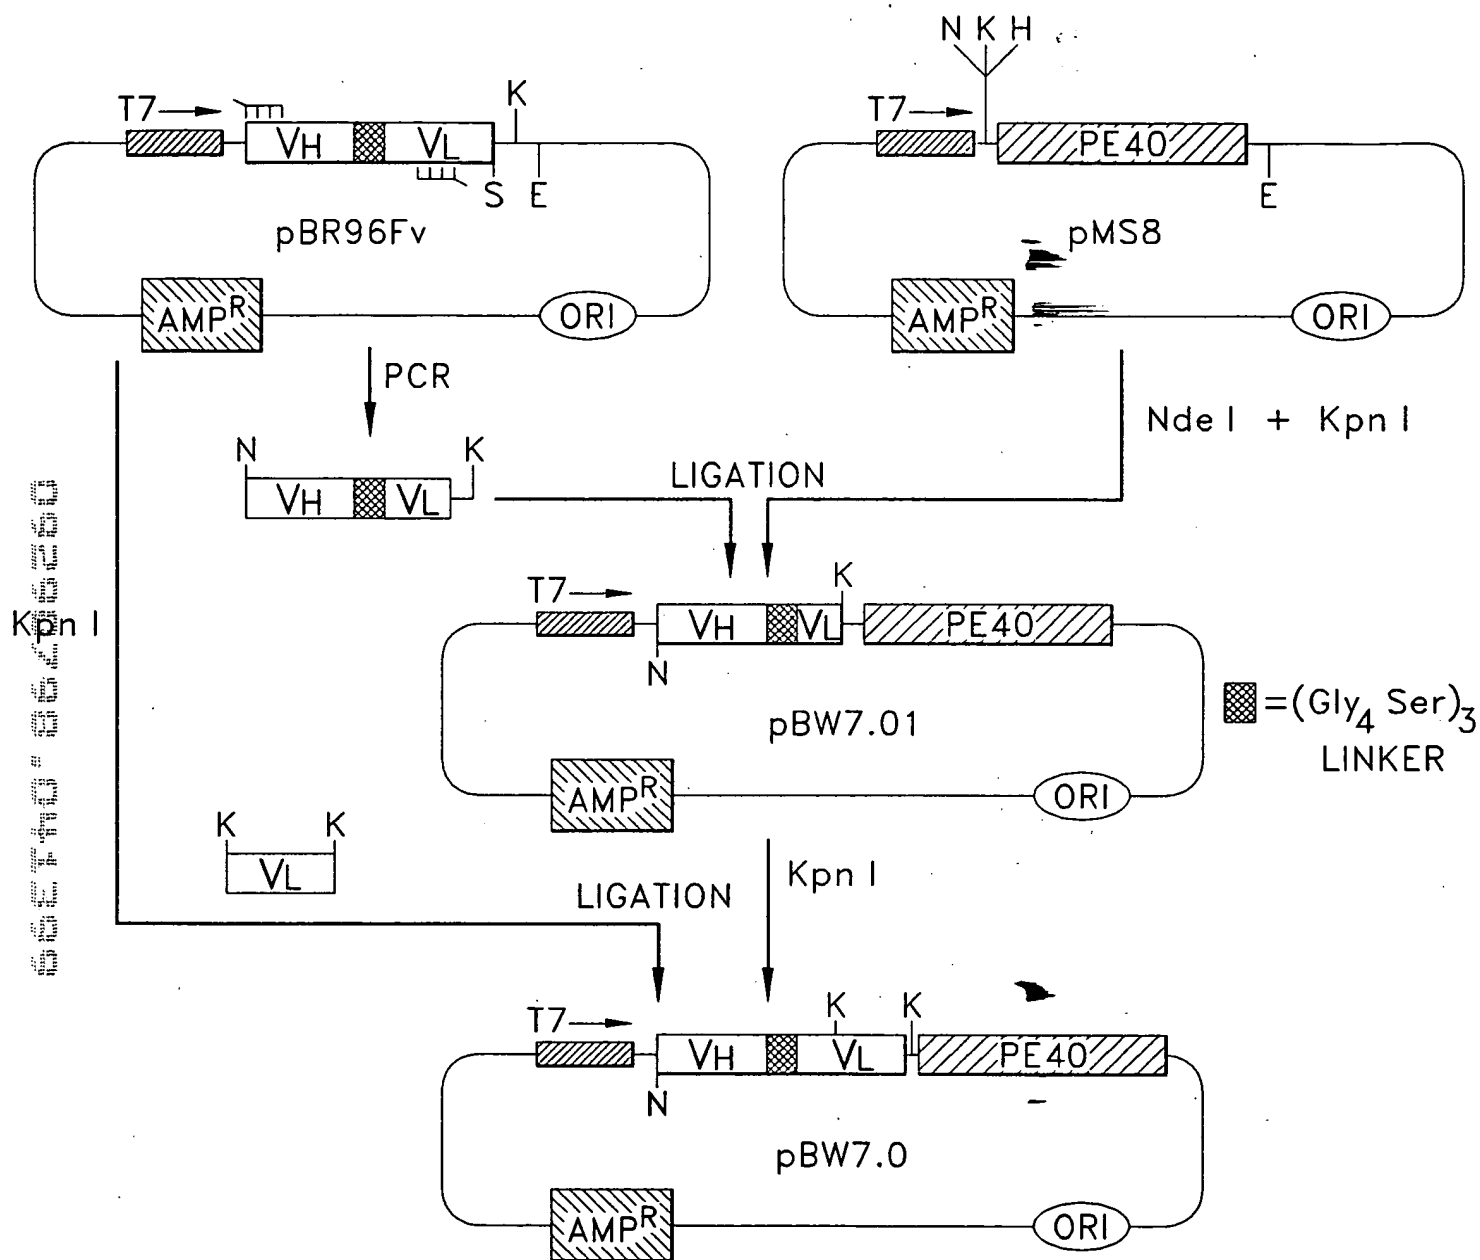 N K H
T7
K
VH
VL
S
E
pBR96Fv
AMPR
ORI
T7
PE40
E
pMS8
AMPR
ORI
PCR
Nde I + Kpn I
N
K
VH
VL
LIGATION
Kpn I
T7
K
VH
VL
PE40
N
pBW7.01
AMPR
ORI
=(Gly4 Ser)3
LINKER
K
K
VL
LIGATION
Kpn I
T7
K
K
VH
VL
PE40
N
pBW7.0
AMPR
ORI